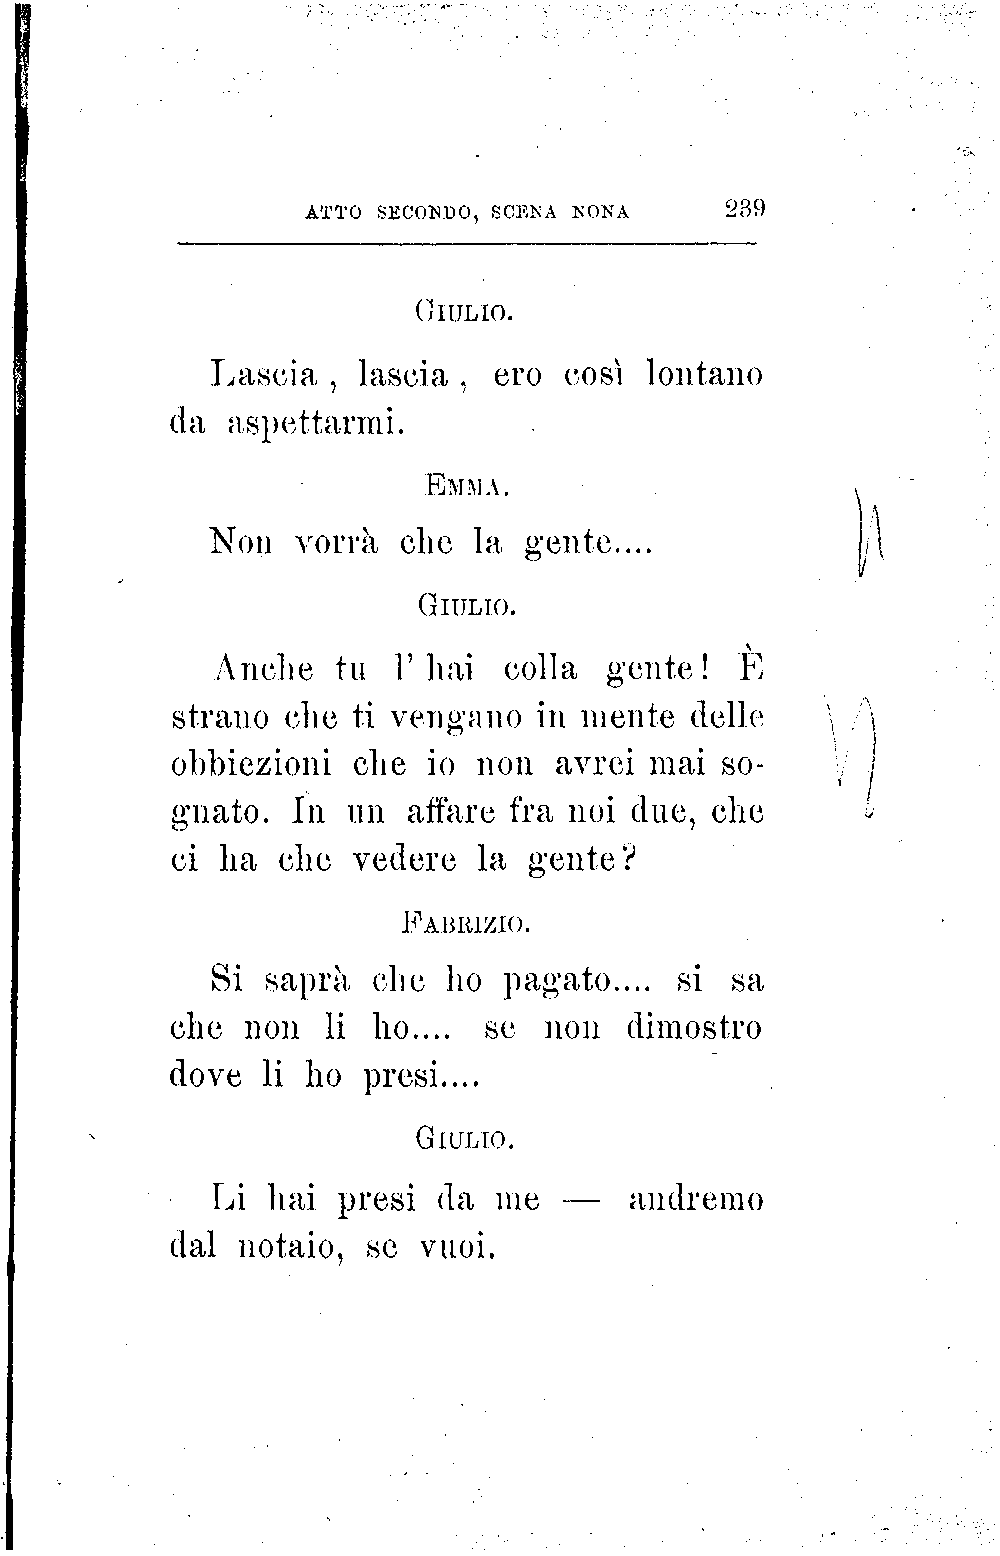 ATTO SECONDO, SCENA NONA 239
GIULIO.
Lascia, lascia, ero così lontano
da aspettarmi.
EMMA.
Non vorrà che la gente....
GIULIO.
Anche tu l'hai colla gente! È
strano che ti vengano in mente delle
obbiezioni che io non avrei mai so-
gnato. In un affare fra noi due, che
ci ha che vedere la gente?
FABRIZIO.
Si saprà che ho pagato.... si sa
che non li ho.... se non dimostro
dove li ho presi....
GIULIO.
Li hai presi da me — andremo
dal notaio, se vuoi.